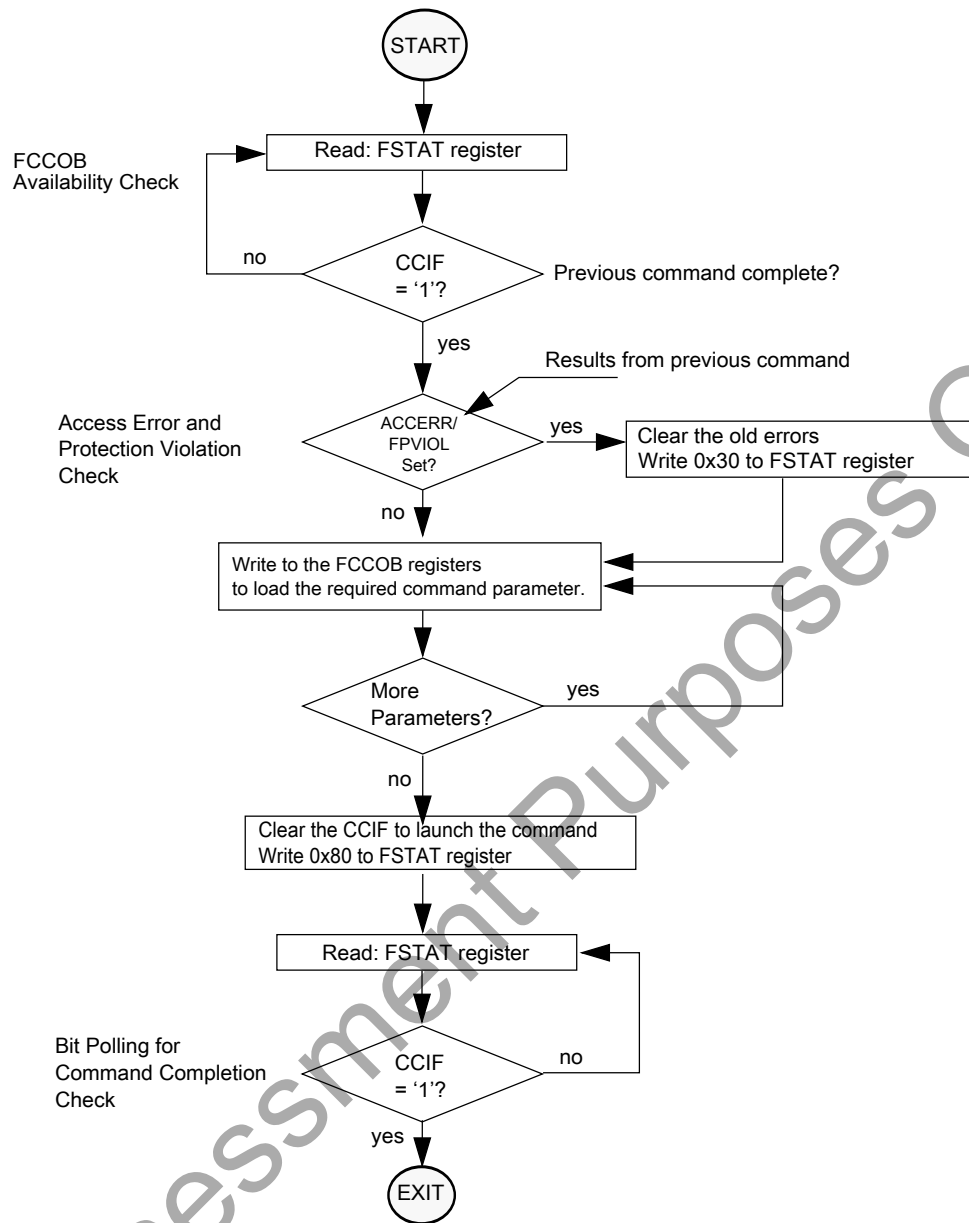 START
Read: FSTAT register
FCCOB
Availability Check
no
CCIF
= ‘1’?
Previous command complete?
yes
Results from previous command
Access Error and
Protection Violation
Check
ACCERR/
FPVIOL
Set?
yes
Clear the old errors
Write 0x30 to FSTAT register
no
Write to the FCCOB registers
to load the required command parameter.
More
Parameters?
yes
no
Clear the CCIF to launch the command
Write 0x80 to FSTAT register
Read: FSTAT register
Bit Polling for
Command Completion
Check
CCIF
= ‘1’?
no
yes
EXIT
essment Purposes